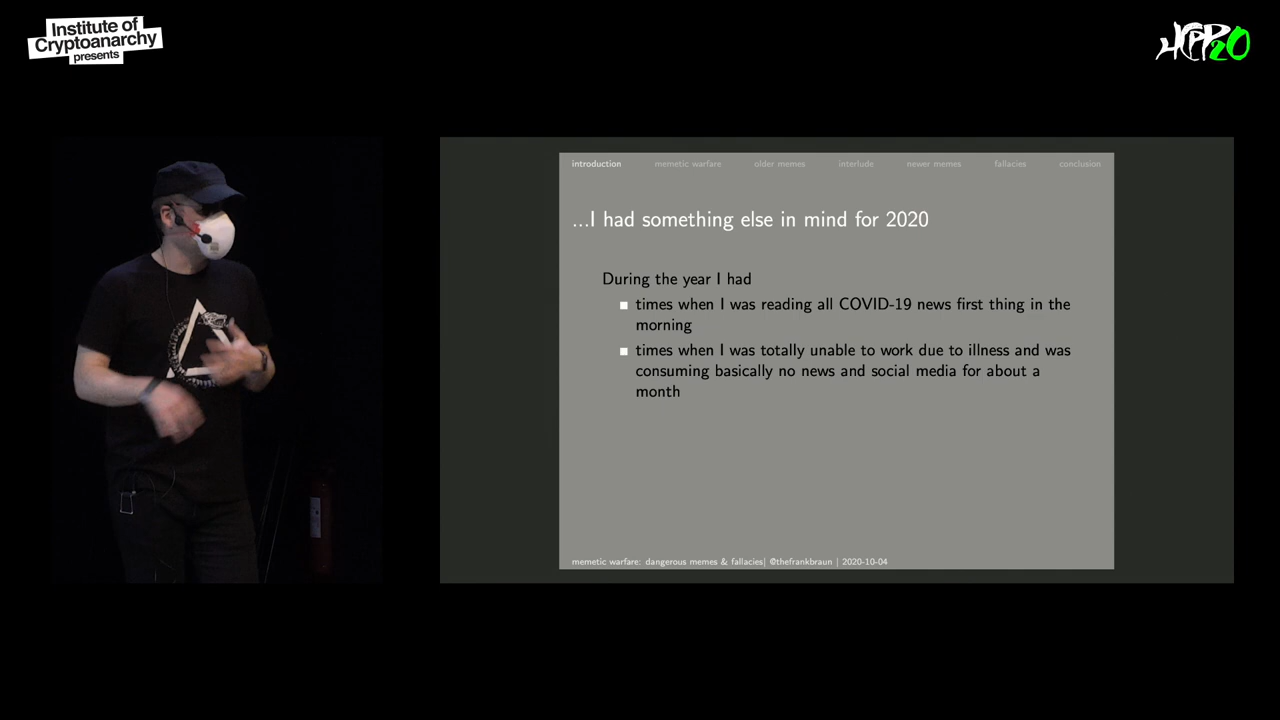 Institute of
Cryptoanarchy
presents
HCPP20
introduction memetic warfare older memes interlude newer memes fallacies conclusion
...I had something else in mind for 2020
During the year I had
times when I was reading all COVID-19 news first thing in the
morning
times when I was totally unable to work due to illness and was
consuming basically no news and social media for about a
month
memetic warfare: dangerous memes & fallacies| @thefrankbraun | 2020-10-04